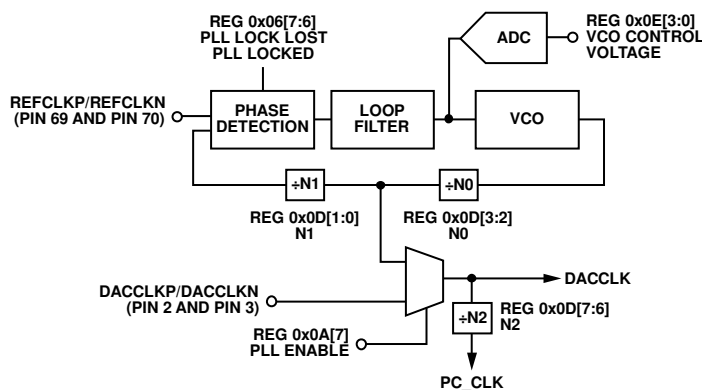 REG 0x06[7:6]
PLL LOCK LOST
PLL LOCKED
ADC
REG 0x0E[3:0]
VCO CONTROL
VOLTAGE
REFCLKP/REFCLKN
(PIN 69 AND PIN 70)
PHASE
DETECTION
LOOP
FILTER
VCO
÷N1
÷N0
REG 0x0D[1:0]
N1
REG 0x0D[3:2]
N0
DACCLKP/DACCLKN
(PIN 2 AND PIN 3)
DACCLK
÷N2
REG 0x0D[7:6]
N2
REG 0x0A[7]
PLL ENABLE
PC_CLK